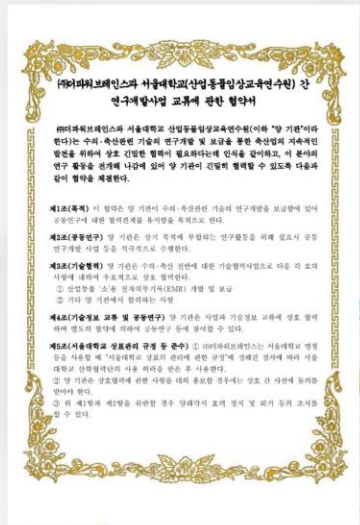 ㈜더파워브레인스와 서울대학교(산업동물임상교육연수원) 간
연구개발사업 교류에 관한 협약서
㈜더파워브레인스와 서울대학교 산업동물임상교육연수원(이하 "양 기관"이라
한다)는 수의·축산관련 기술의 연구개발 및 보급을 통한 축산업의 지속적인
발전을 위하여 상호 긴밀한 협력이 필요하다는데 인식을 같이하고, 이 분야의
연구 활동을 전개해 나감에 있어 양 기관이 긴밀히 협력할 수 있도록 다음과
같이 협약을 체결한다.
제1조(목적) 이 협약은 양 기관이 수의·축산관련 기술의 연구개발을 보급함에 있어
공동연구에 대한 협력관계를 유지함을 목적으로 한다.
제2조(공동연구) 양 기관은 상기 목적에 부합되는 연구활동을 위해 필요시 공동
연구개발 사업 등을 적극적으로 수행한다.
제3조(기술협력) 양 기관은 수의·축산 전반에 대한 기술협력사업으로 다음 각 호의
사항에 대하여 우호적으로 상호 협력한다.
① 산업동물 '소'용 전자의무기록(EMR) 개발 및 보급
② 기타 양 기관에서 합의하는 사항
제4조(기술정보 교류 및 공동연구) 양 기관은 사업과 기술정보 교류에 상호 협력
하며 별도의 협약에 의하여 공동연구 등에 참여할 수 있다.
제5조(서울대학교 상표관리 규정 등 준수) ① ㈜더파워브레인스는 서울대학교 명칭
등을 사용할 때 "서울대학교 상표의 관리에 관한 규정"에 정해진 절차에 따라 서울
대학교 산학협력단의 사용 허락을 받은 후 사용한다.
② 양 기관은 상호협력에 관한 사항을 대외 홍보할 경우에는 상호 간 사전에 동의를
받아야 한다.
③ 위 제1항과 제2항을 위반할 경우 양해각서 효력 정지 및 파기 등의 조치를
할 수 있다.